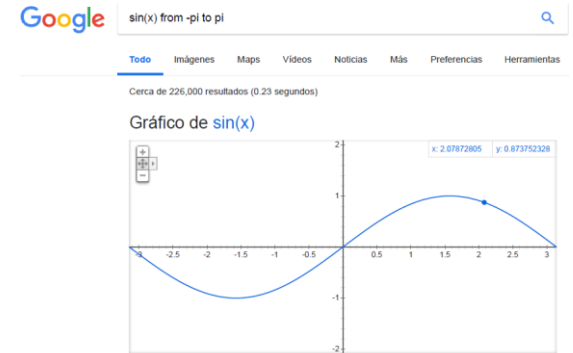 Google
sin(x) from -pi to pi
Todo Imágenes Maps Vídeos Noticias Más Preferencias Herramientas
Cerca de 226,000 resultados (0.23 segundos)
Gráfico de sin(x)
x: 2.07872805 y: 0.873752328
2
1
-3 -2.5 -2 -1.5 -1 -0.5 0.5 1 1.5 2 2.5 3
-1
-2